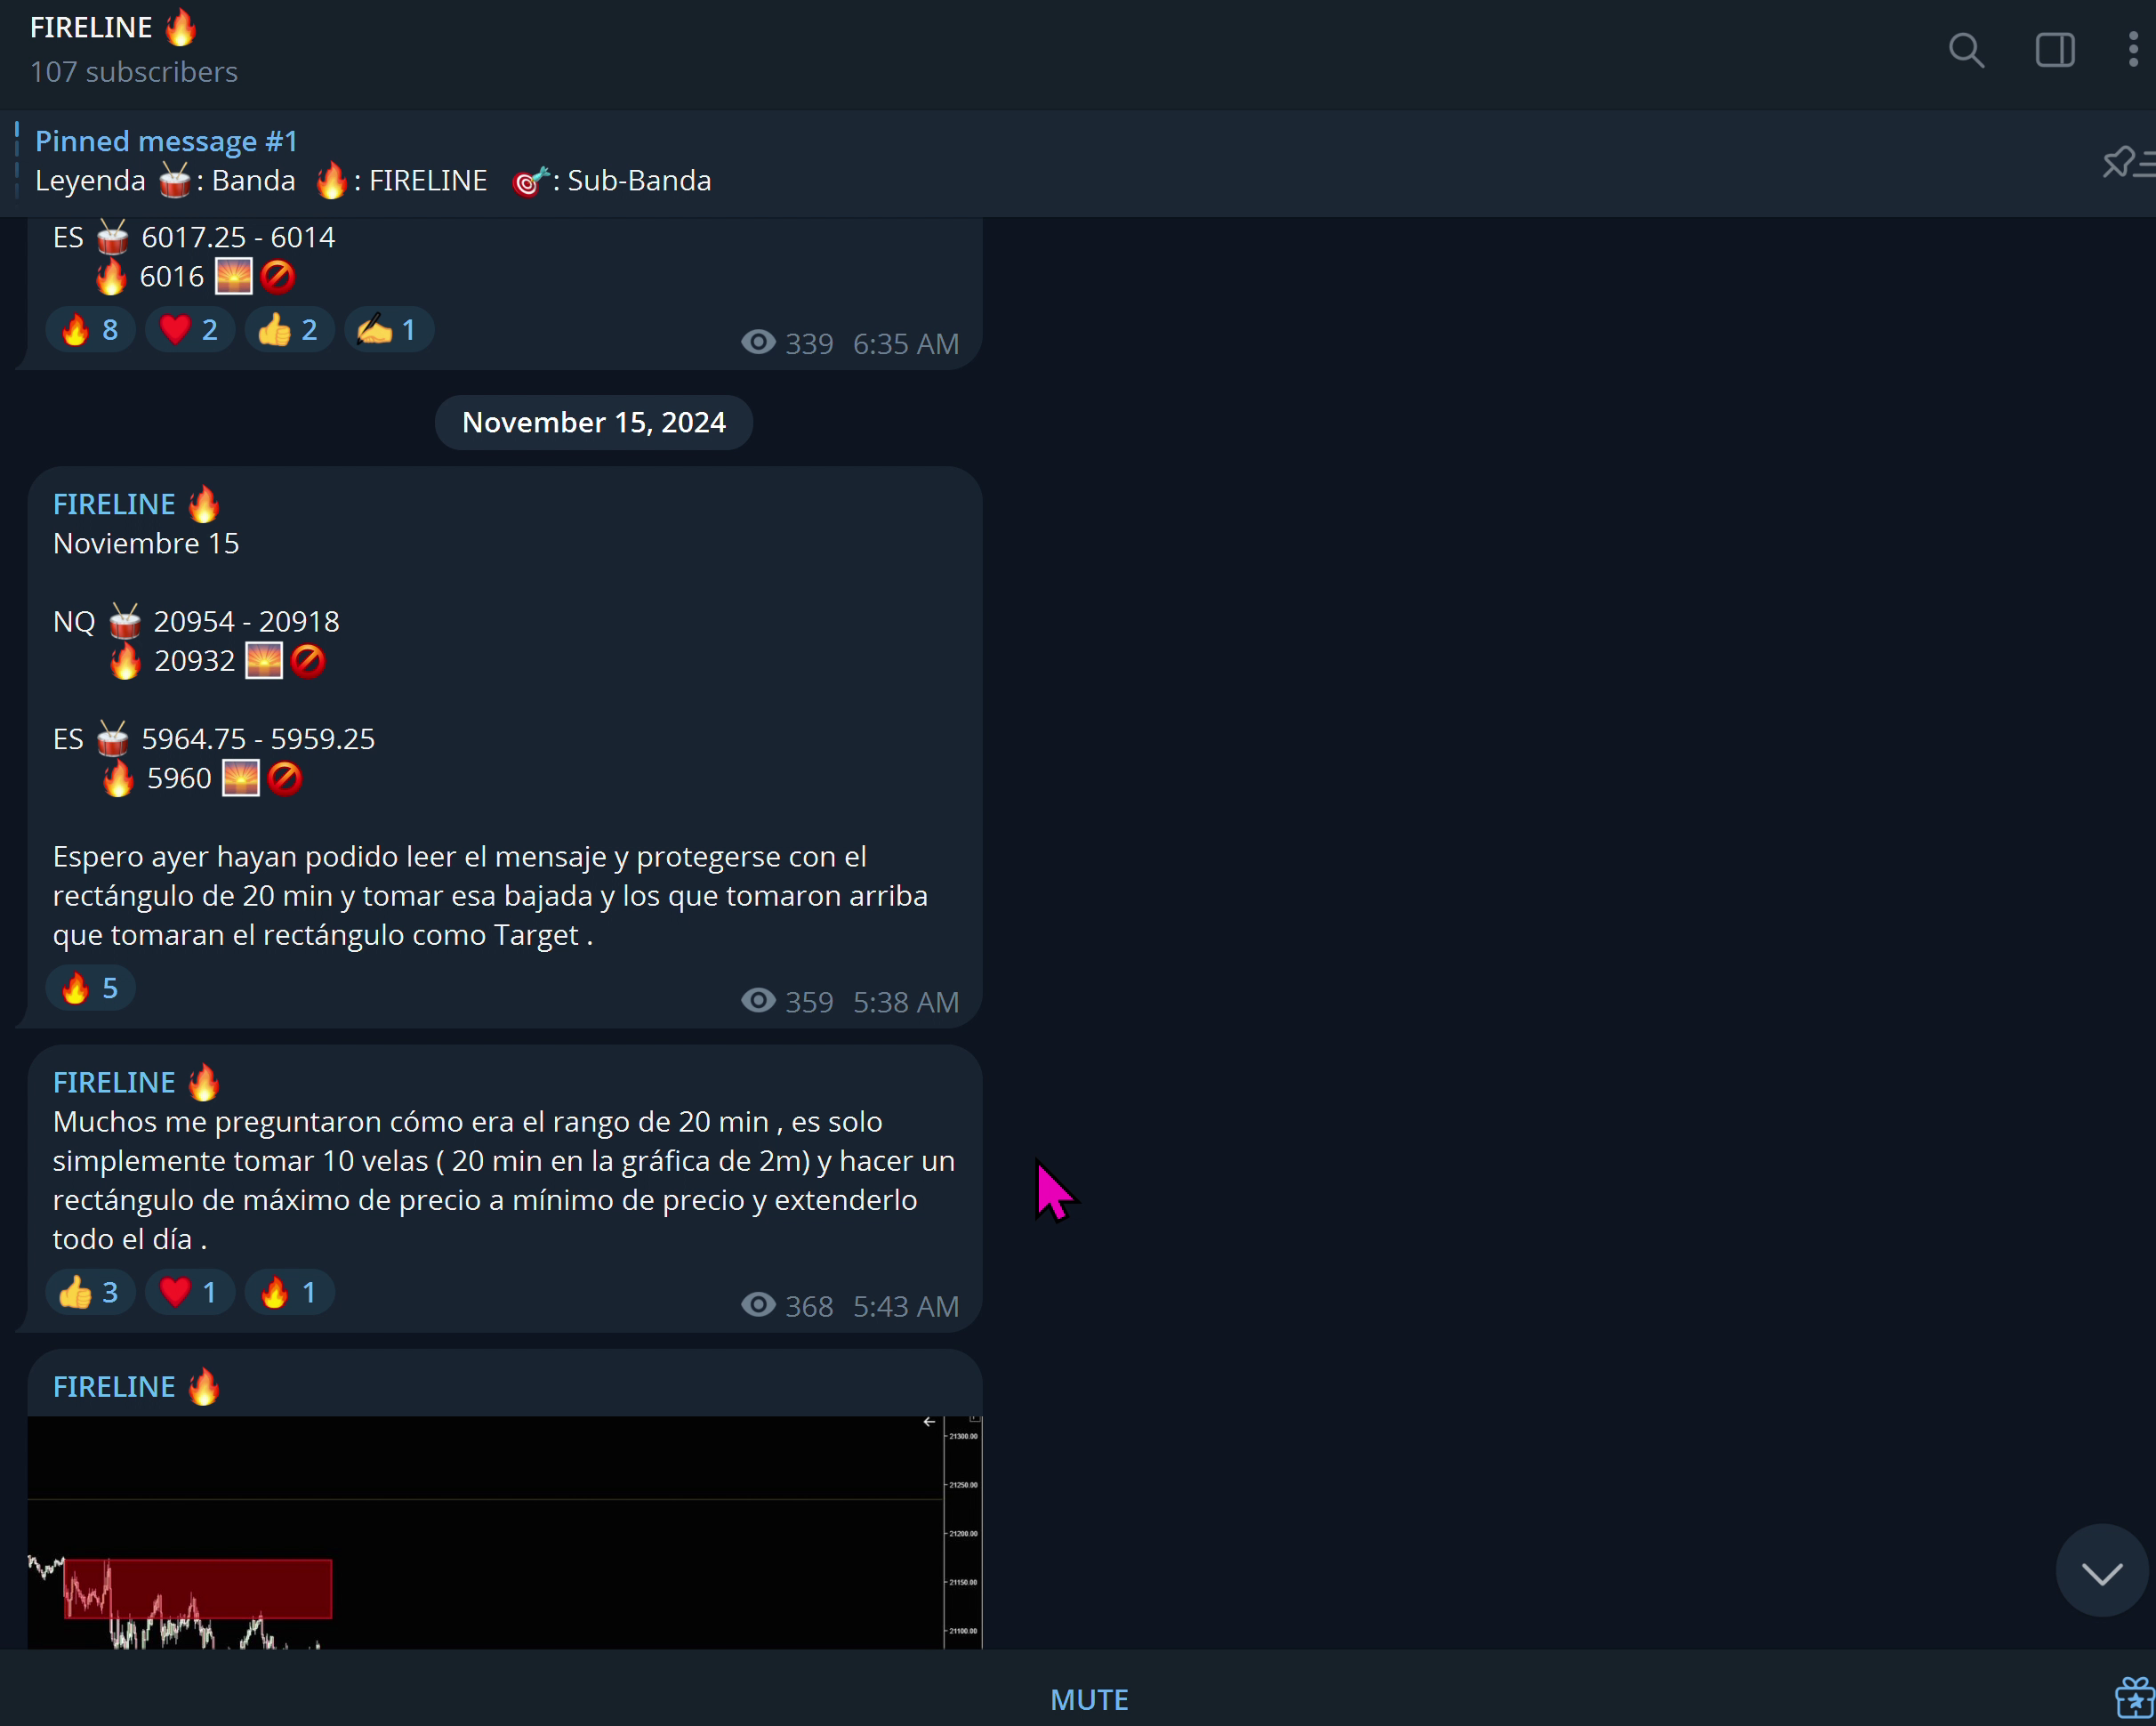 FIRELINE 🔥
107 subscribers
Pinned message #1
Leyenda 🥁: Banda 🔥: FIRELINE 🎯: Sub-Banda
ES 🥁 6017.25 - 6014
🔥 6016 🌅🚫
🔥 8 ❤️ 2 👍 2 ✍️ 1
339 6:35 AM
November 15, 2024
FIRELINE 🔥
Noviembre 15
NQ 🥁 20954 - 20918
🔥 20932 🌅🚫
ES 🥁 5964.75 - 5959.25
🔥 5960 🌅🚫
Espero ayer hayan podido leer el mensaje y protegerse con el
rectángulo de 20 min y tomar esa bajada y los que tomaron arriba
que tomaran el rectángulo como Target .
🔥 5
359 5:38 AM
FIRELINE 🔥
Muchos me preguntaron cómo era el rango de 20 min , es solo
simplemente tomar 10 velas ( 20 min en la gráfica de 2m) y hacer un
rectángulo de máximo de precio a mínimo de precio y extenderlo
todo el día .
👍 3 ❤️ 1 🔥 1
368 5:43 AM
FIRELINE 🔥
21300.00
21250.00
21200.00
21150.00
21100.00
MUTE